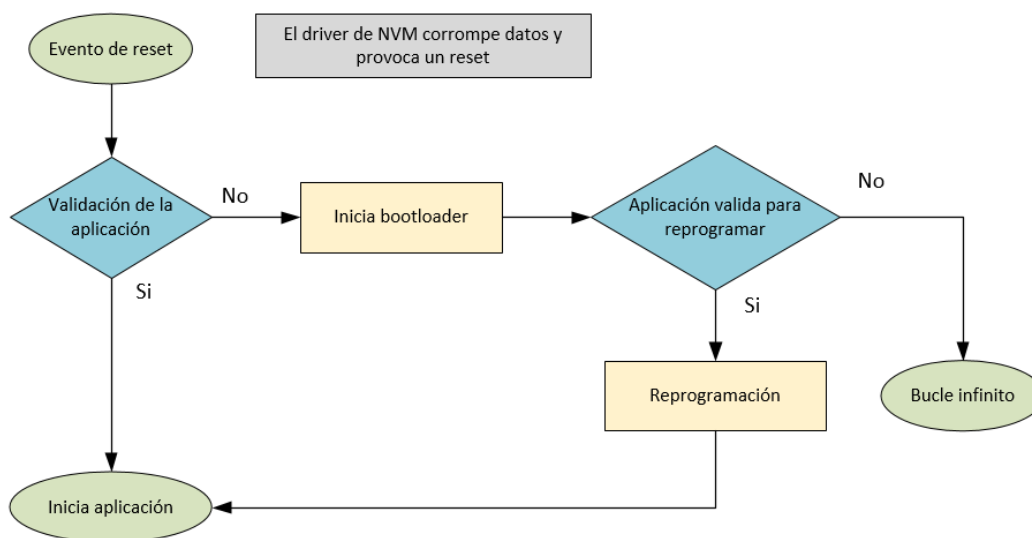 Evento de reset
El driver de NVM corrompe datos y
provoca un reset
Validación de la
aplicación
No
Inicia bootloader
Aplicación valida para
reprogramar
No
Si
Si
Reprogramación
Bucle infinito
Inicia aplicación